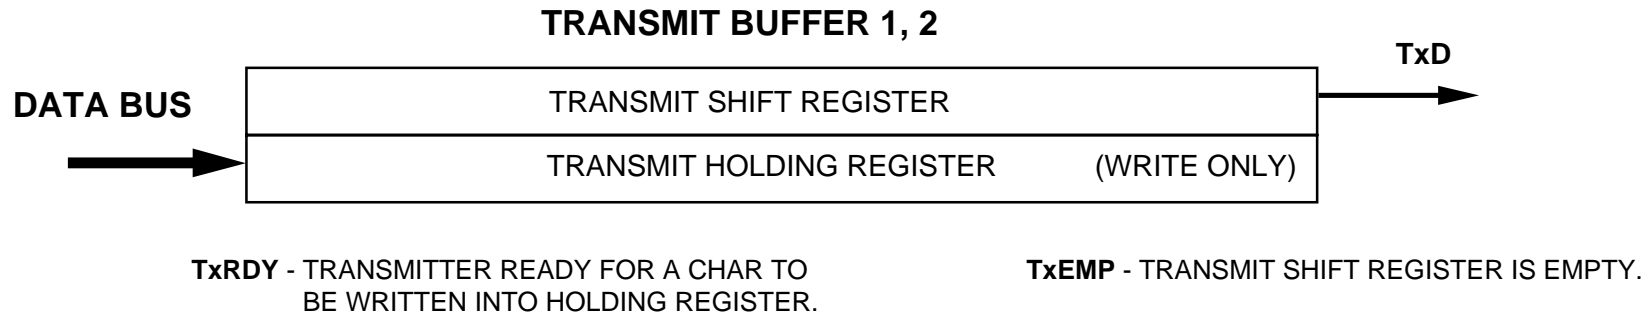 TRANSMIT BUFFER 1, 2
TxD
DATA BUS
TRANSMIT SHIFT REGISTER
TRANSMIT HOLDING REGISTER (WRITE ONLY)
TxRDY - TRANSMITTER READY FOR A CHAR TO
BE WRITTEN INTO HOLDING REGISTER.
TxEMP - TRANSMIT SHIFT REGISTER IS EMPTY.